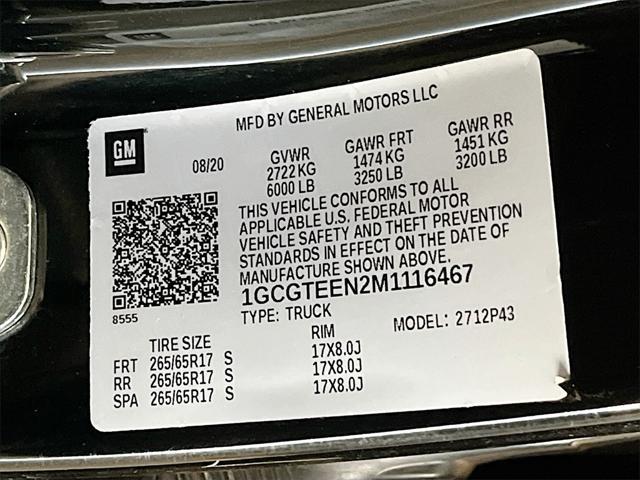 MFD BY GENERAL MOTORS LLC
GM
08/20 GVWR GAWR FRT GAWR RR
2722 KG 1474 KG 1451 KG
6000 LB 3250 LB 3200 LB
THIS VEHICLE CONFORMS TO ALL
APPLICABLE U.S. FEDERAL MOTOR
VEHICLE SAFETY AND THEFT PREVENTION
STANDARDS IN EFFECT ON THE DATE OF
MANUFACTURE SHOWN ABOVE.
1GCGTEEN2M1116467
8555
TYPE: TRUCK MODEL: 2712P43
TIRE SIZE RIM
FRT 265/65R17 S 17X8.0J
RR 265/65R17 S 17X8.0J
SPA 265/65R17 S 17X8.0J